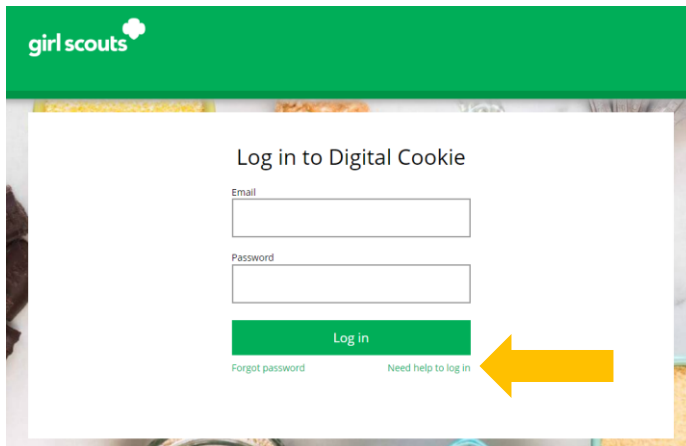 girl scouts
Log in to Digital Cookie
Email
Password
Log in
Forgot password Need help to log in